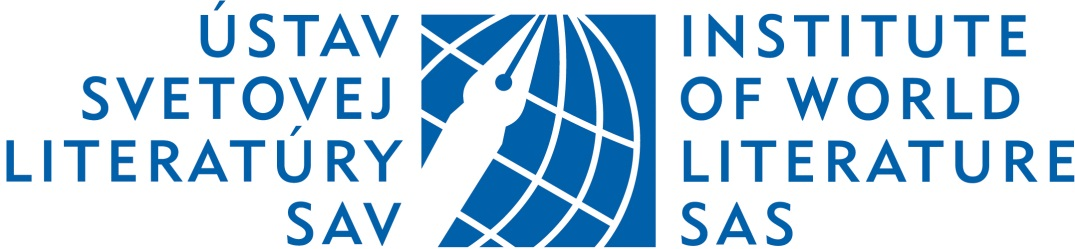 ÚSTAV
SVETOVEJ
LITERATÚRY
SAV
INSTITUTE
OF WORLD
LITERATURE
SAS